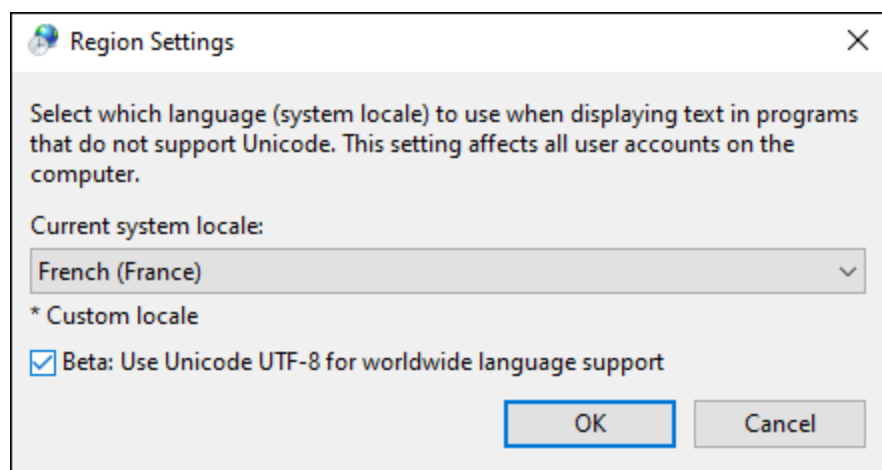 Region Settings
Select which language (system locale) to use when displaying text in programs
that do not support Unicode. This setting affects all user accounts on the
computer.
Current system locale:
French (France)
* Custom locale
Beta: Use Unicode UTF-8 for worldwide language support
OK Cancel